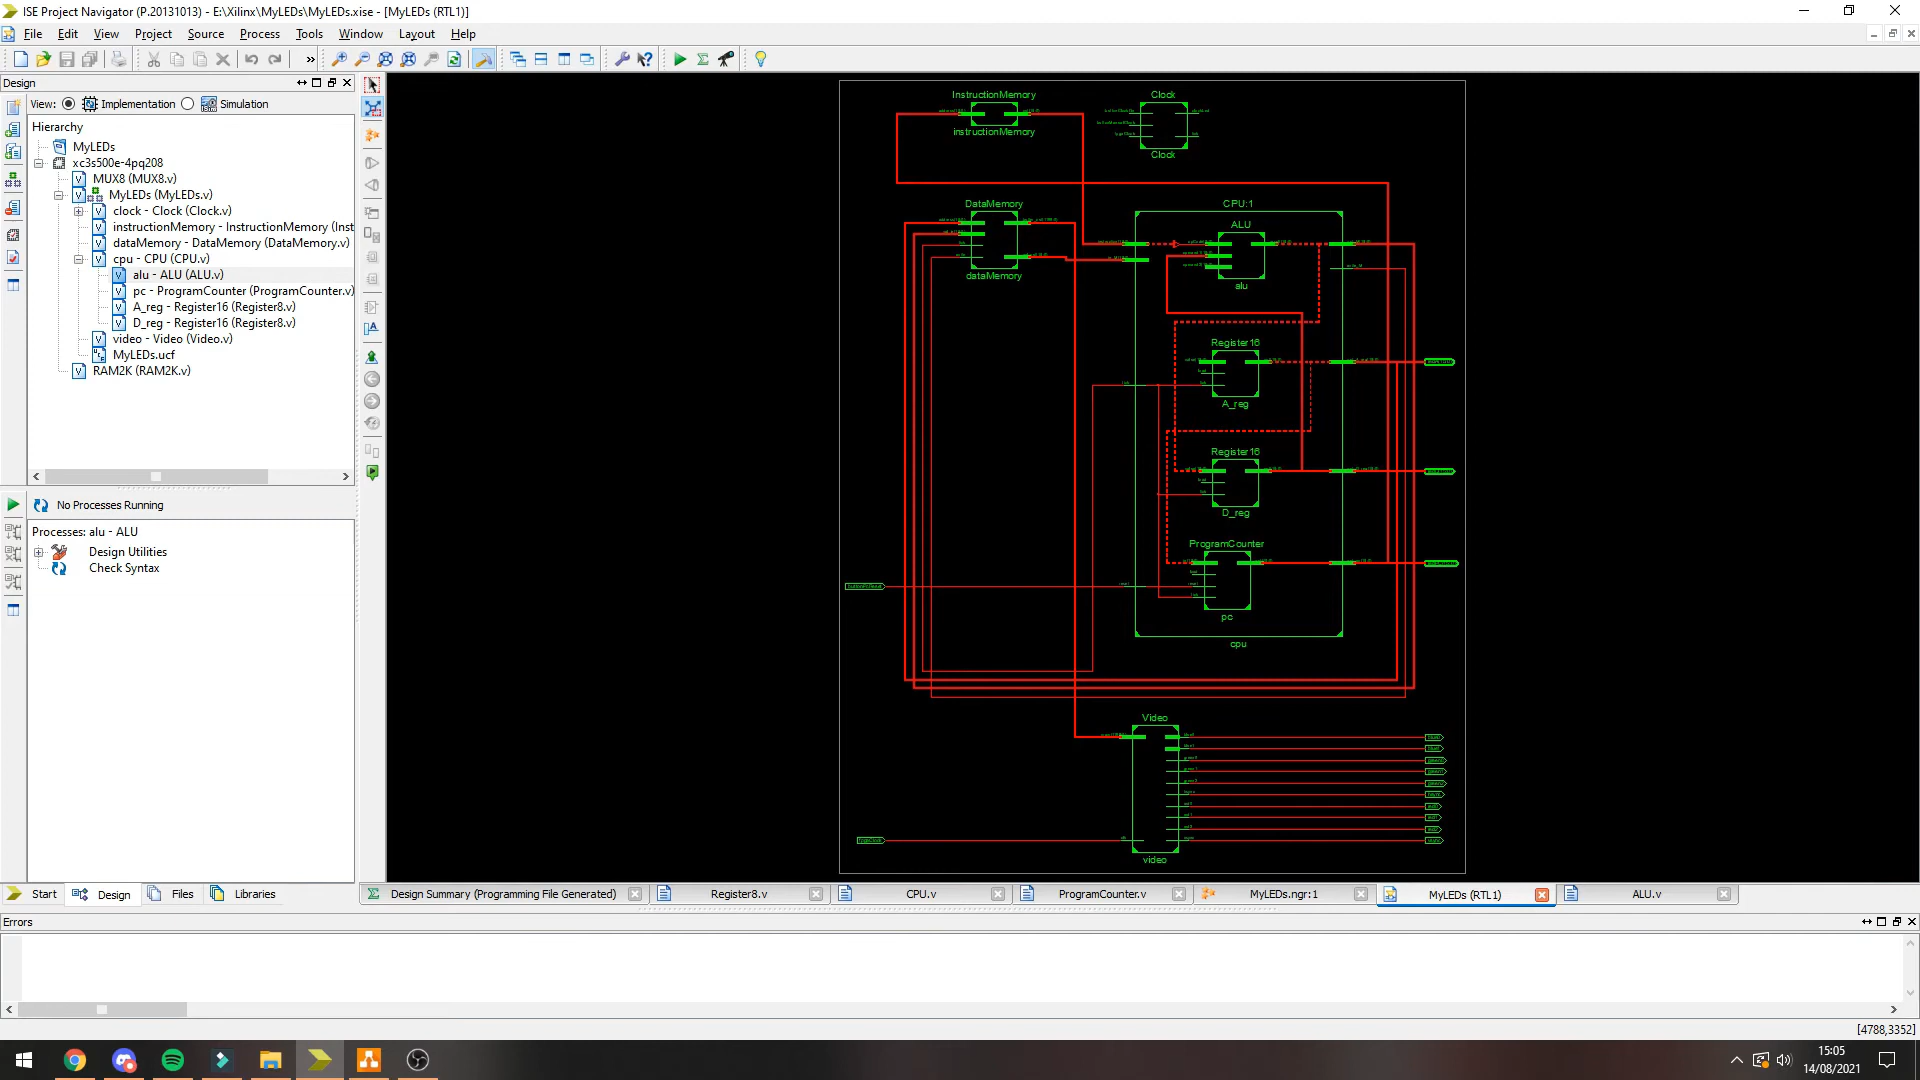 ISE Project Navigator (P.20131013) - E:\Xilinx\MyLEDs\MyLEDs.xise - [MyLEDs (RTL1)]
File Edit View Project Source Process Tools Window Layout Help
Design
View: Implementation Simulation
Hierarchy
MyLEDs
xc3s500e-4pq208
MUX8 (MUX8.v)
MyLEDs (MyLEDs.v)
clock - Clock (Clock.v)
instructionMemory - InstructionMemory (Inst
dataMemory - DataMemory (DataMemory.v)
cpu - CPU (CPU.v)
alu - ALU (ALU.v)
pc - ProgramCounter (ProgramCounter.v)
A_reg - Register16 (Register8.v)
D_reg - Register16 (Register8.v)
video - Video (Video.v)
MyLEDs.ucf
RAM2K (RAM2K.v)
No Processes Running
Processes: alu - ALU
Design Utilities
Check Syntax
Start Design Files Libraries
InstructionMemory
instructionMemory
Clock
Clock
DataMemory
dataMemory
CPU:1
ALU
alu
Register16
A_reg
Register16
D_reg
ProgramCounter
pc
cpu
Video
video
Design Summary (Programming File Generated) Register8.v CPU.v ProgramCounter.v MyLEDs.ngr:1 MyLEDs (RTL1) ALU.v
Errors
[4788,3352]
15:05
14/08/2021